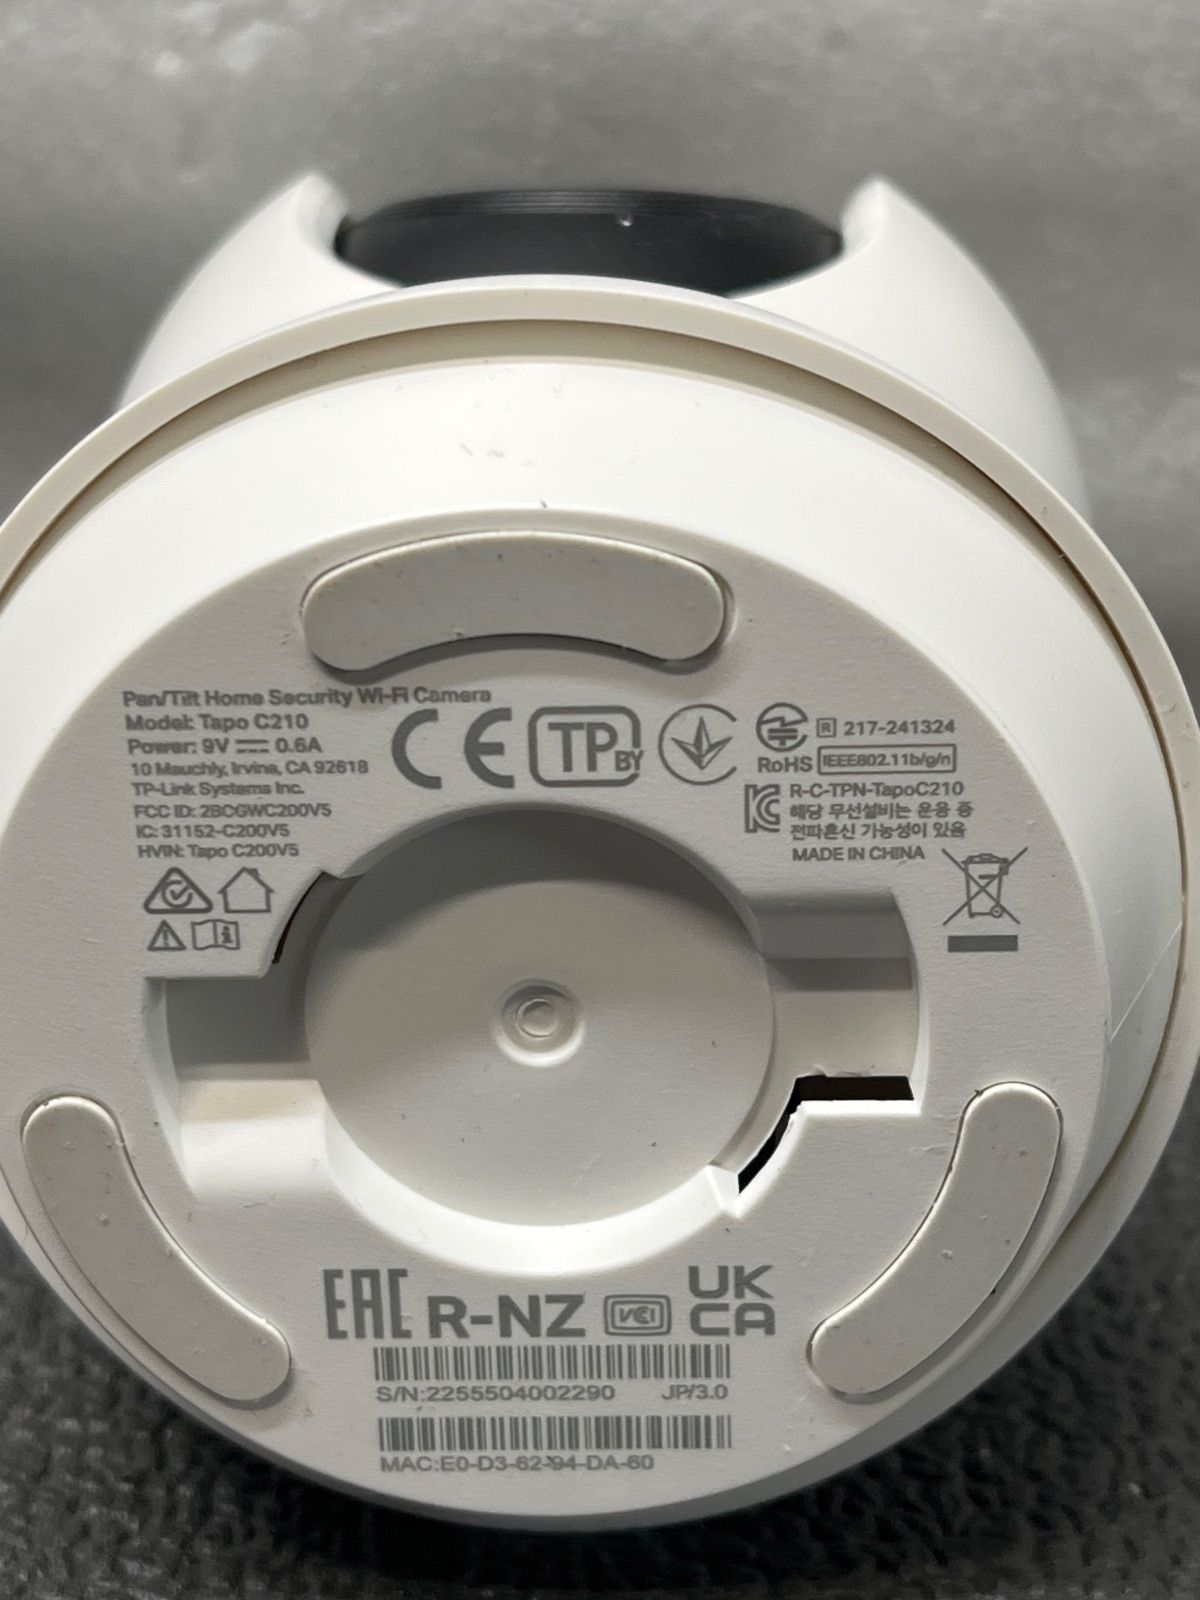 Pan/Tilt Home Security Wi-Fi Camera
Model: Tapo C210
Power: 9V ⎓ 0.6A
10 Mauchly, Irvine, CA 92618
TP-Link Systems Inc.
FCC ID: 2BCGWC200V5
IC: 31152-C200V5
HVIN: Tapo C200V5
CE
TP BY
R 217-241324
RoHS IEEE802.11b/g/n
R-C-TPN-TapoC210
해당 무선설비는 운용 중
전파혼신 가능성이 있음
MADE IN CHINA
EAC R-NZ VCCI UK CA
S/N:2255504002290 JP/3.0
MAC:E0-D3-62-94-DA-60